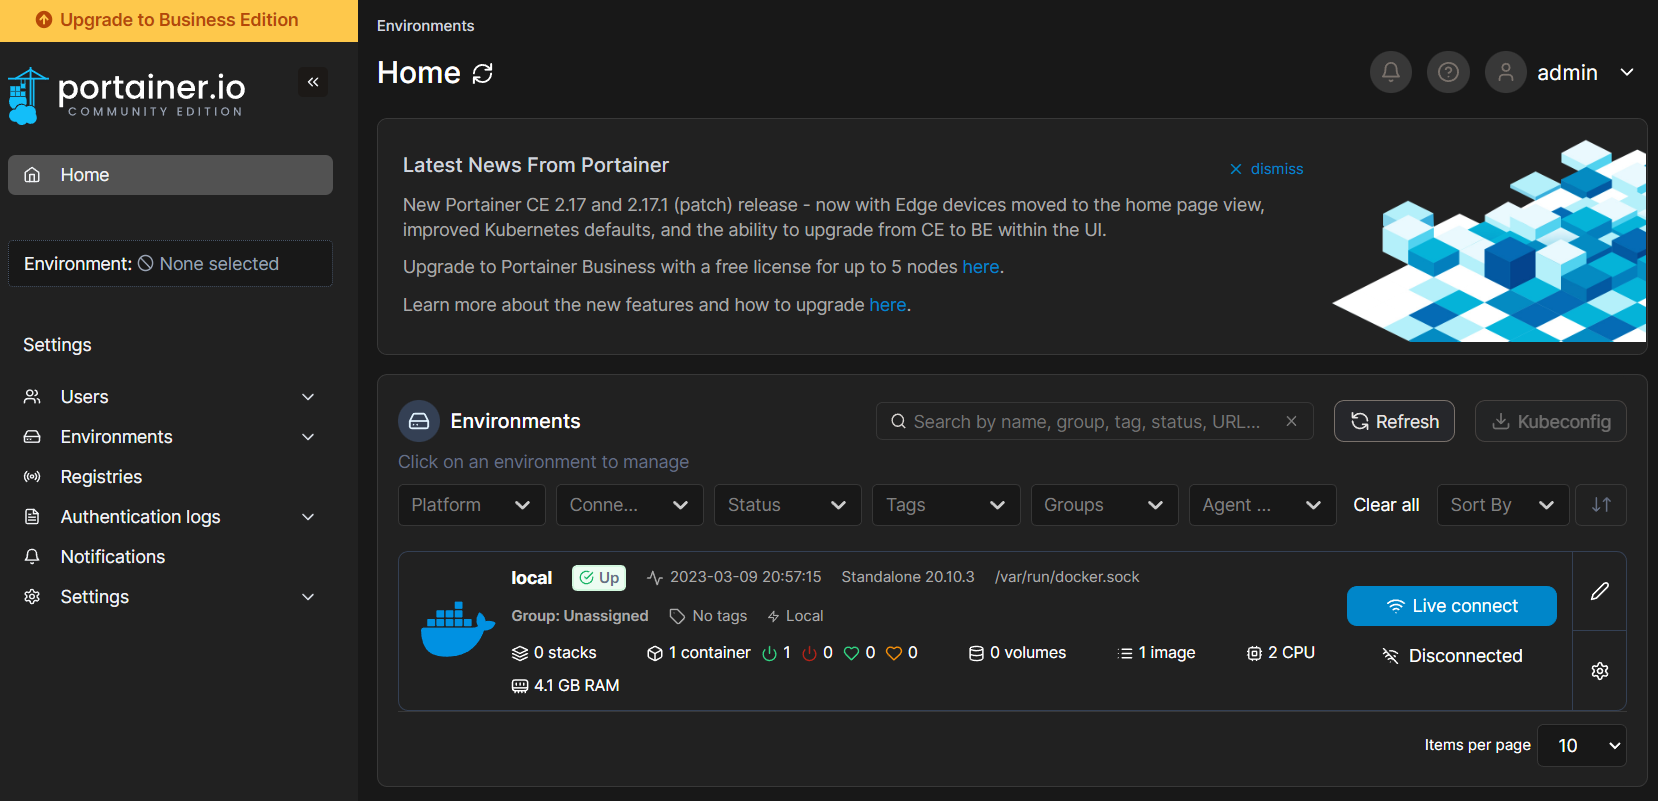 Upgrade to Business Edition
portainer.io
COMMUNITY EDITION
Home
Environment: None selected
Settings
Users
Environments
Registries
Authentication logs
Notifications
Settings
Environments
Home
admin
Latest News From Portainer
dismiss
New Portainer CE 2.17 and 2.17.1 (patch) release - now with Edge devices moved to the home page view,
improved Kubernetes defaults, and the ability to upgrade from CE to BE within the UI.
Upgrade to Portainer Business with a free license for up to 5 nodes here.
Learn more about the new features and how to upgrade here.
Environments
Search by name, group, tag, status, URL...
Refresh
Kubeconfig
Click on an environment to manage
Platform
Conne...
Status
Tags
Groups
Agent ...
Clear all
Sort By
local Up 2023-03-09 20:57:15 Standalone 20.10.3 /var/run/docker.sock
Group: Unassigned No tags Local
0 stacks 1 container 1 0 0 0 0 volumes 1 image 2 CPU
4.1 GB RAM
Live connect
Disconnected
Items per page 10